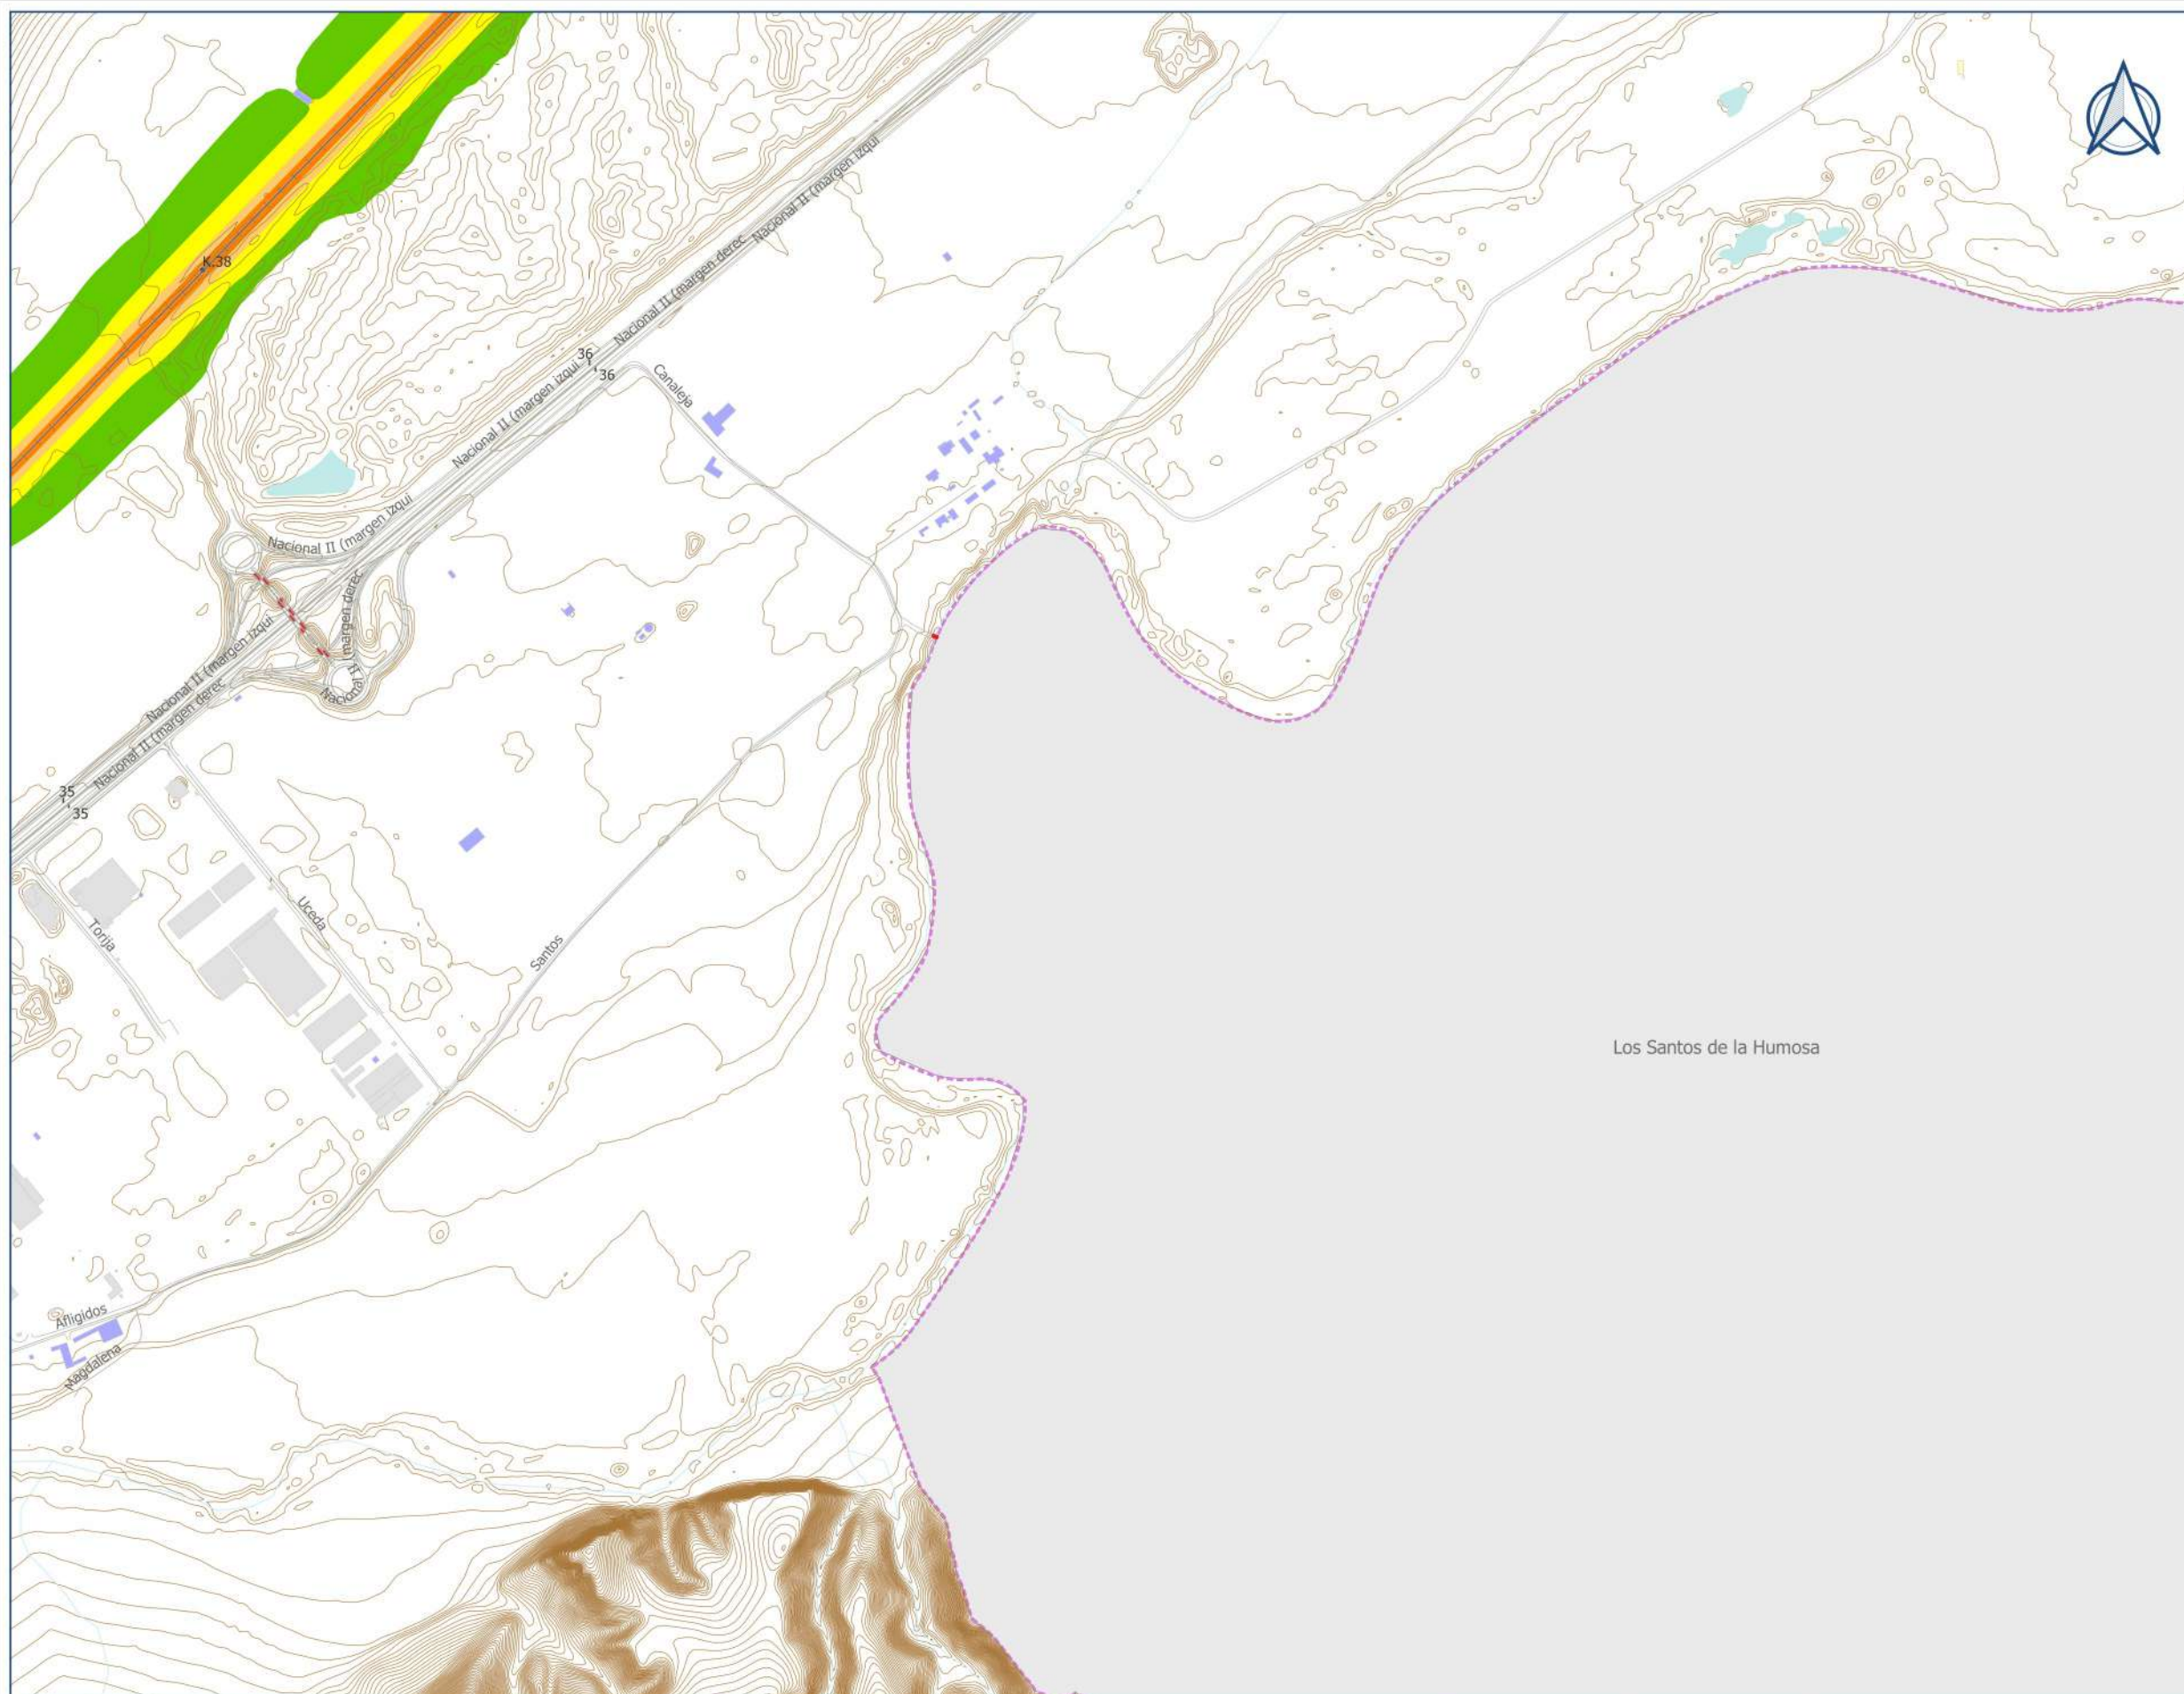 Nacional II (margen izqui
Nacional II (margen derec
K.38
Nacional II (margen izqui
36
36
Canaleja
Nacional II (margen izqui
Nacional II (margen derec
Nacional II (margen izqui
Nacional II
Nacional II (margen derec
35
35
Uceda
Torija
Santos
Los Santos de la Humosa
Afligidos
Magdalena